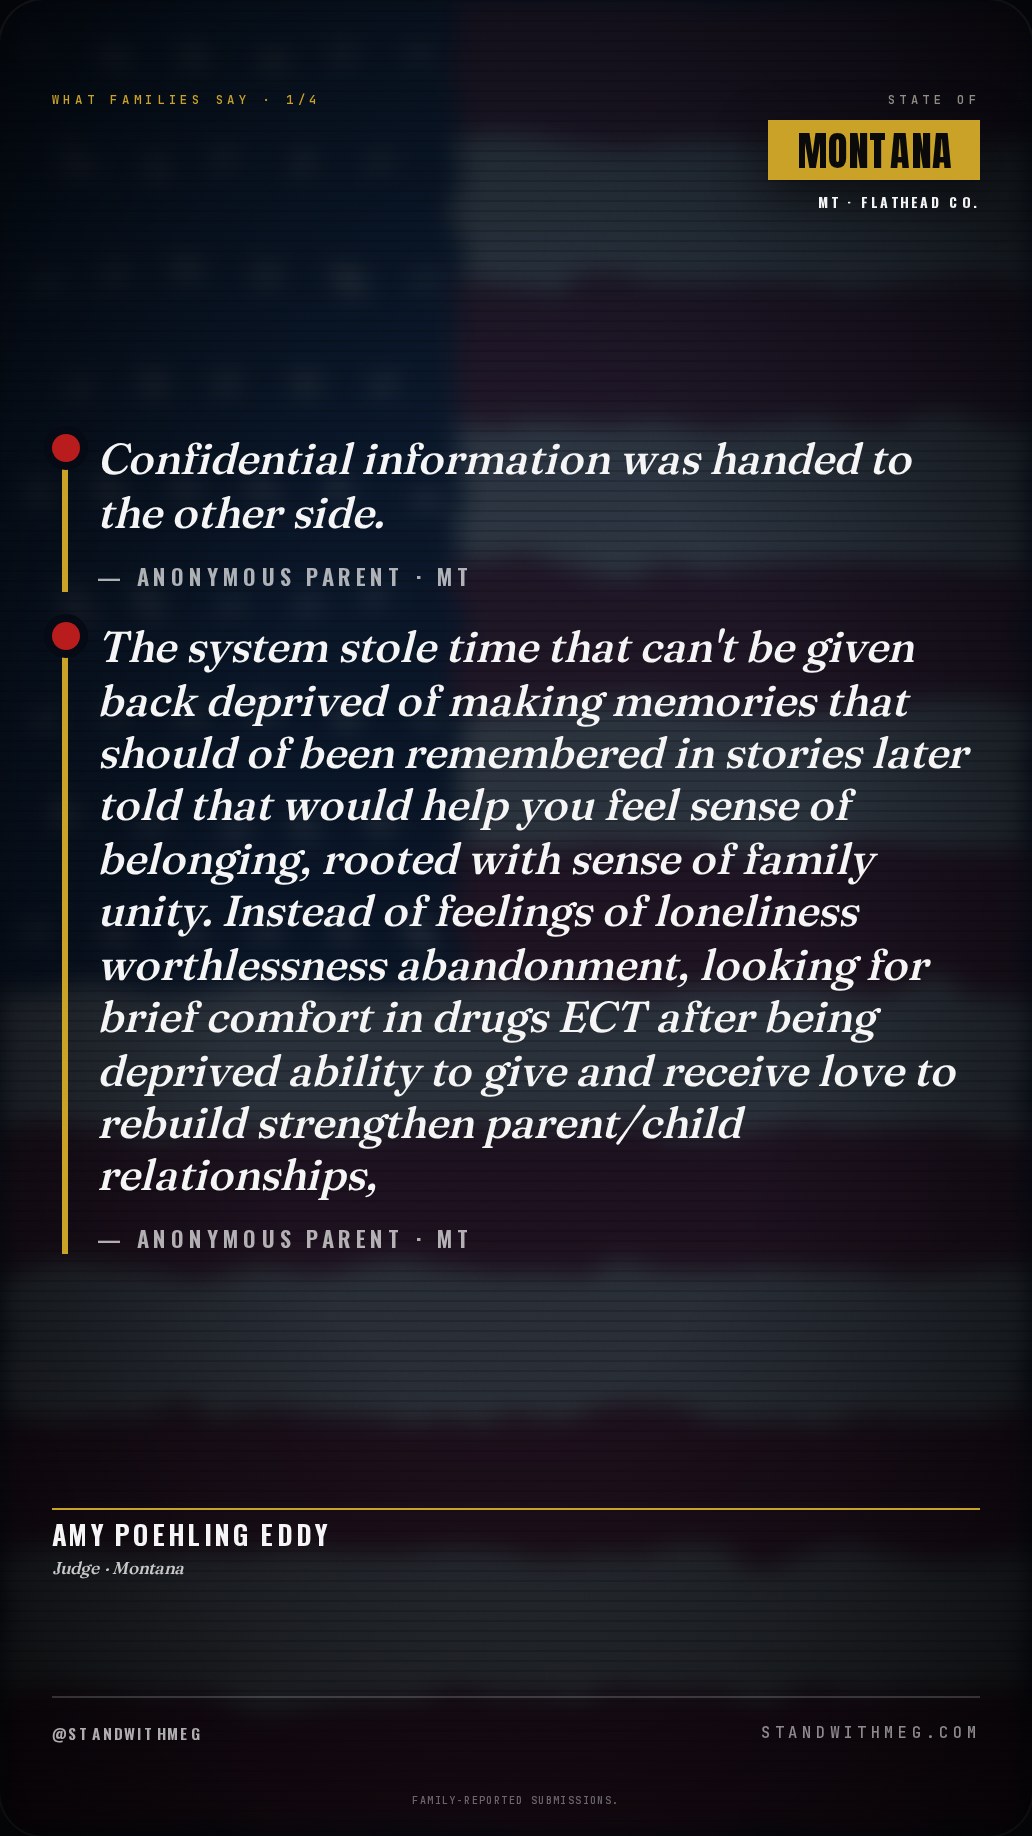 WHAT FAMILIES SAY · 1/4
STATE OF
MONTANA
MT · FLATHEAD CO.
Confidential information was handed to
the other side.
— ANONYMOUS PARENT · MT
The system stole time that can't be given
back deprived of making memories that
should of been remembered in stories later
told that would help you feel sense of
belonging, rooted with sense of family
unity. Instead of feelings of loneliness
worthlessness abandonment, looking for
brief comfort in drugs ECT after being
deprived ability to give and receive love to
rebuild strengthen parent/child
relationships,
— ANONYMOUS PARENT · MT
AMY POEHLING EDDY
Judge · Montana
@STANDWITHMEG
STANDWITHMEG.COM
FAMILY-REPORTED SUBMISSIONS.